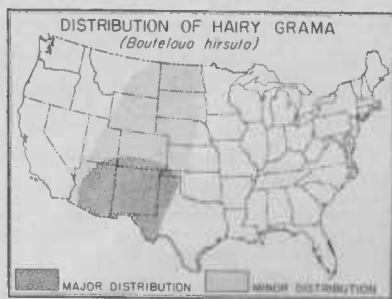 DISTRIBUTION OF HAIRY GRAMA
(Bouteloua hirsuta)
MAJOR DISTRIBUTION
MINOR DISTRIBUTION